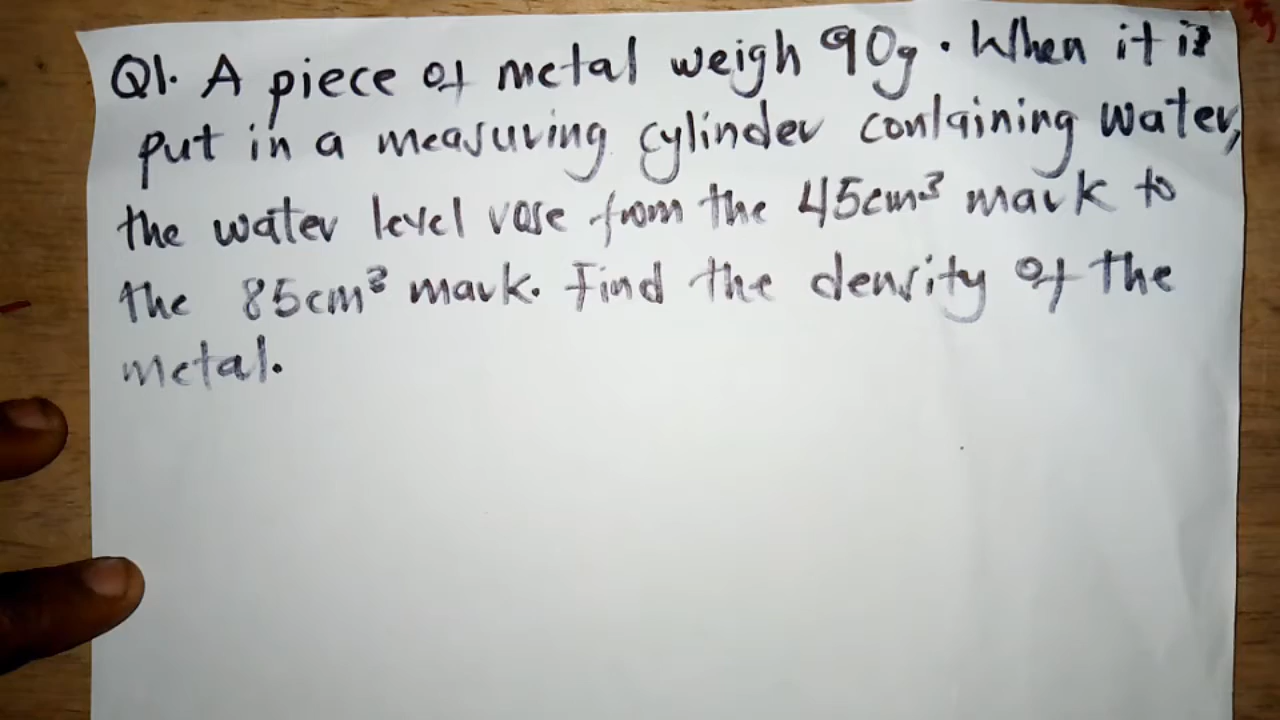 Q1. A piece of metal weigh 90g. When it is
put in a measuring cylinder containing water,
the water level rose from the 45cm³ mark to
the 85cm³ mark. Find the density of the
metal.